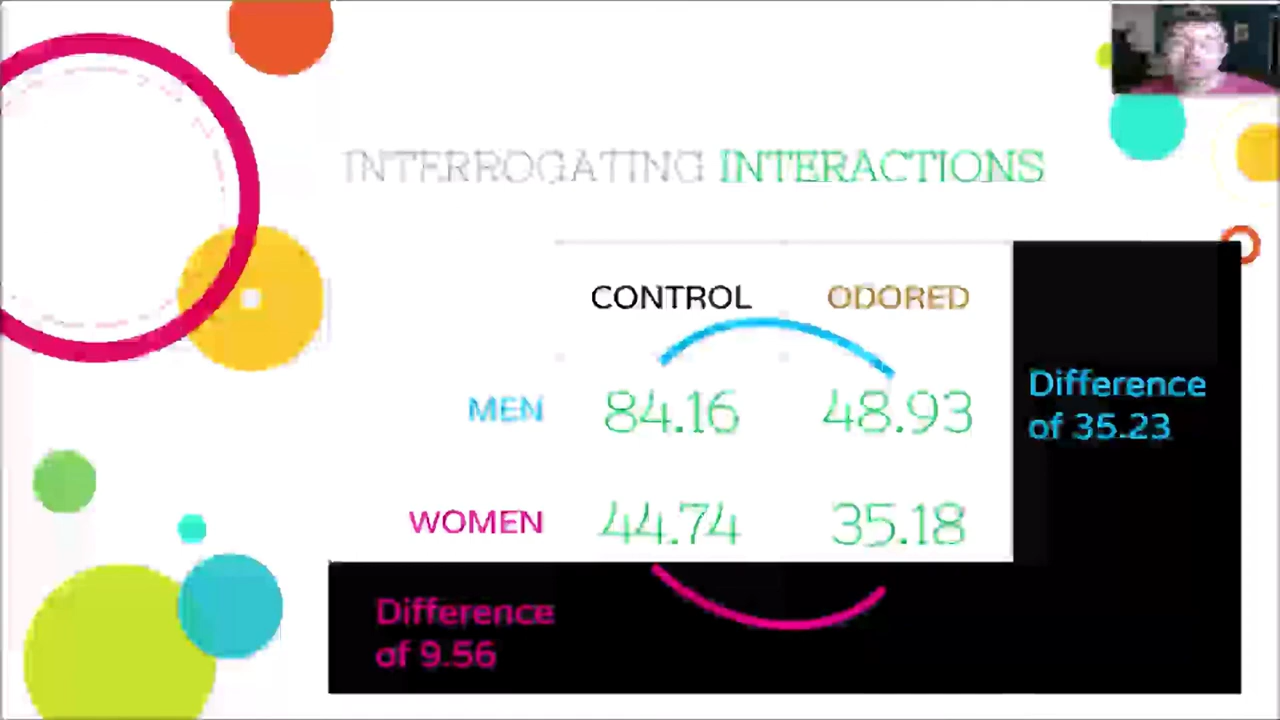 INTERROGATING INTERACTIONS
CONTROL ODORED
MEN 84.16 48.93
Difference
of 35.23
WOMEN 44.74 35.18
Difference
of 9.56